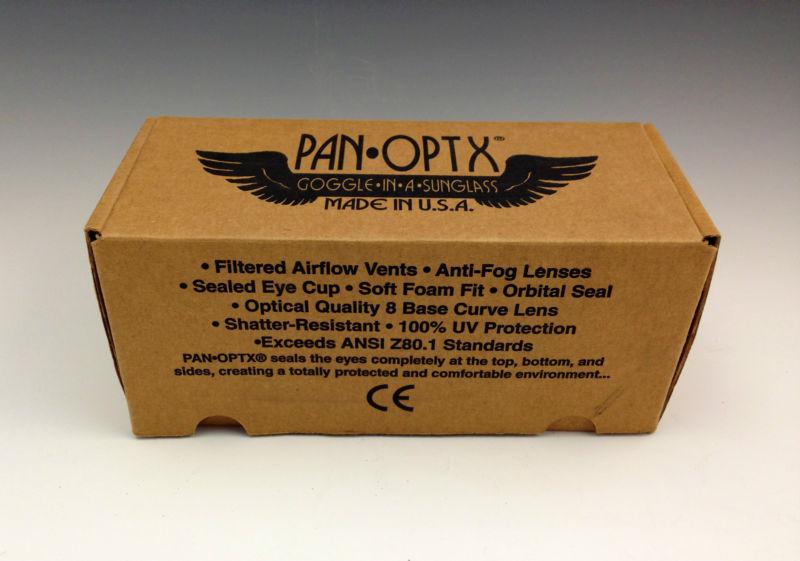 PAN•OPTX®
GOGGLE•IN•A•SUNGLASS
MADE IN U.S.A.
• Filtered Airflow Vents • Anti-Fog Lenses
• Sealed Eye Cup • Soft Foam Fit • Orbital Seal
• Optical Quality 8 Base Curve Lens
• Shatter-Resistant • 100% UV Protection
•Exceeds ANSI Z80.1 Standards
PAN•OPTX® seals the eyes completely at the top, bottom, and
sides, creating a totally protected and comfortable environment...
CE